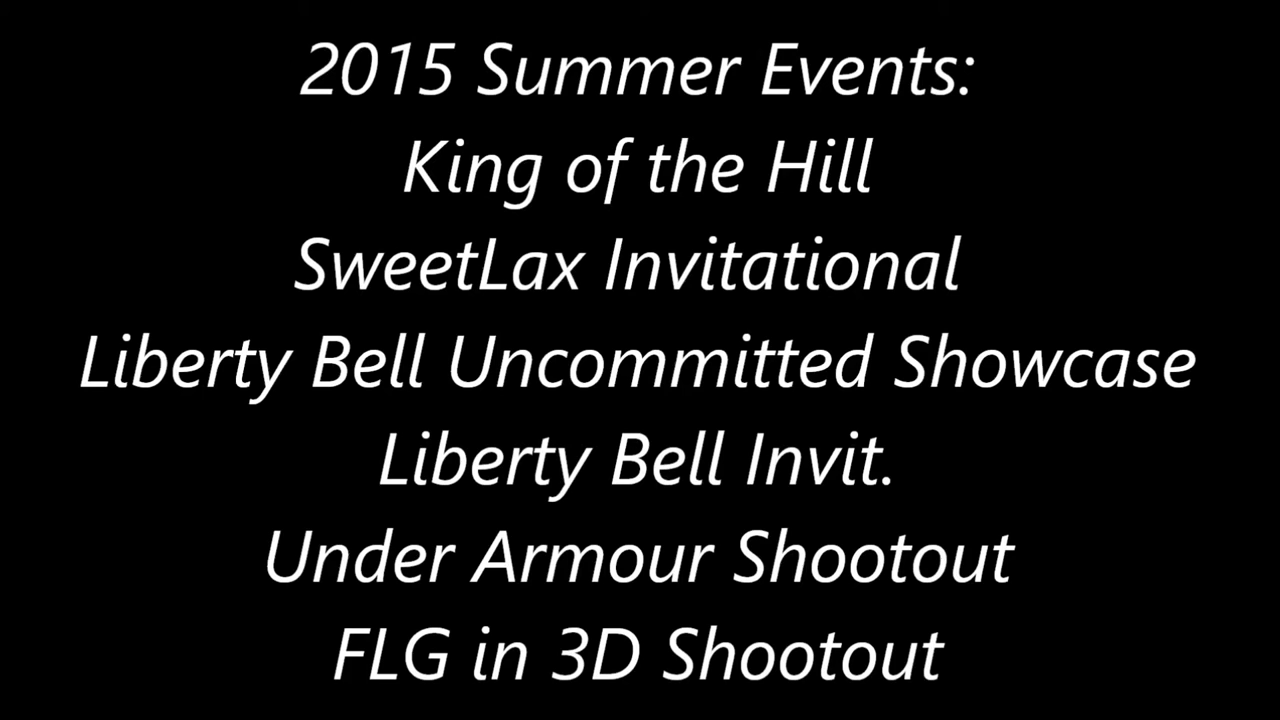 2015 Summer Events:
King of the Hill
SweetLax Invitational
Liberty Bell Uncommitted Showcase
Liberty Bell Invit.
Under Armour Shootout
FLG in 3D Shootout